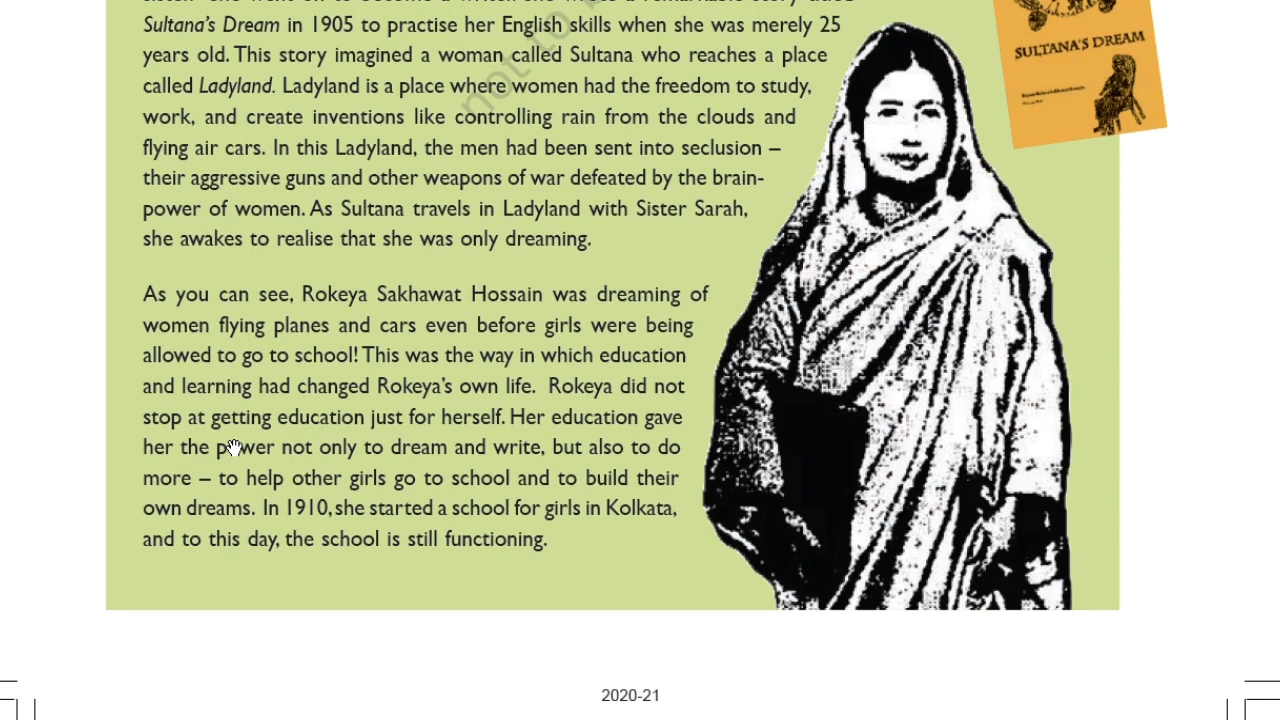 Sultana's Dream in 1905 to practise her English skills when she was merely 25
years old. This story imagined a woman called Sultana who reaches a place
called Ladyland. Ladyland is a place where women had the freedom to study,
work, and create inventions like controlling rain from the clouds and
flying air cars. In this Ladyland, the men had been sent into seclusion –
their aggressive guns and other weapons of war defeated by the brain-
power of women. As Sultana travels in Ladyland with Sister Sarah,
she awakes to realise that she was only dreaming.
As you can see, Rokeya Sakhawat Hossain was dreaming of
women flying planes and cars even before girls were being
allowed to go to school! This was the way in which education
and learning had changed Rokeya's own life. Rokeya did not
stop at getting education just for herself. Her education gave
her the power not only to dream and write, but also to do
more – to help other girls go to school and to build their
own dreams. In 1910, she started a school for girls in Kolkata,
and to this day, the school is still functioning.
SULTANA'S DREAM
not to
2020-21